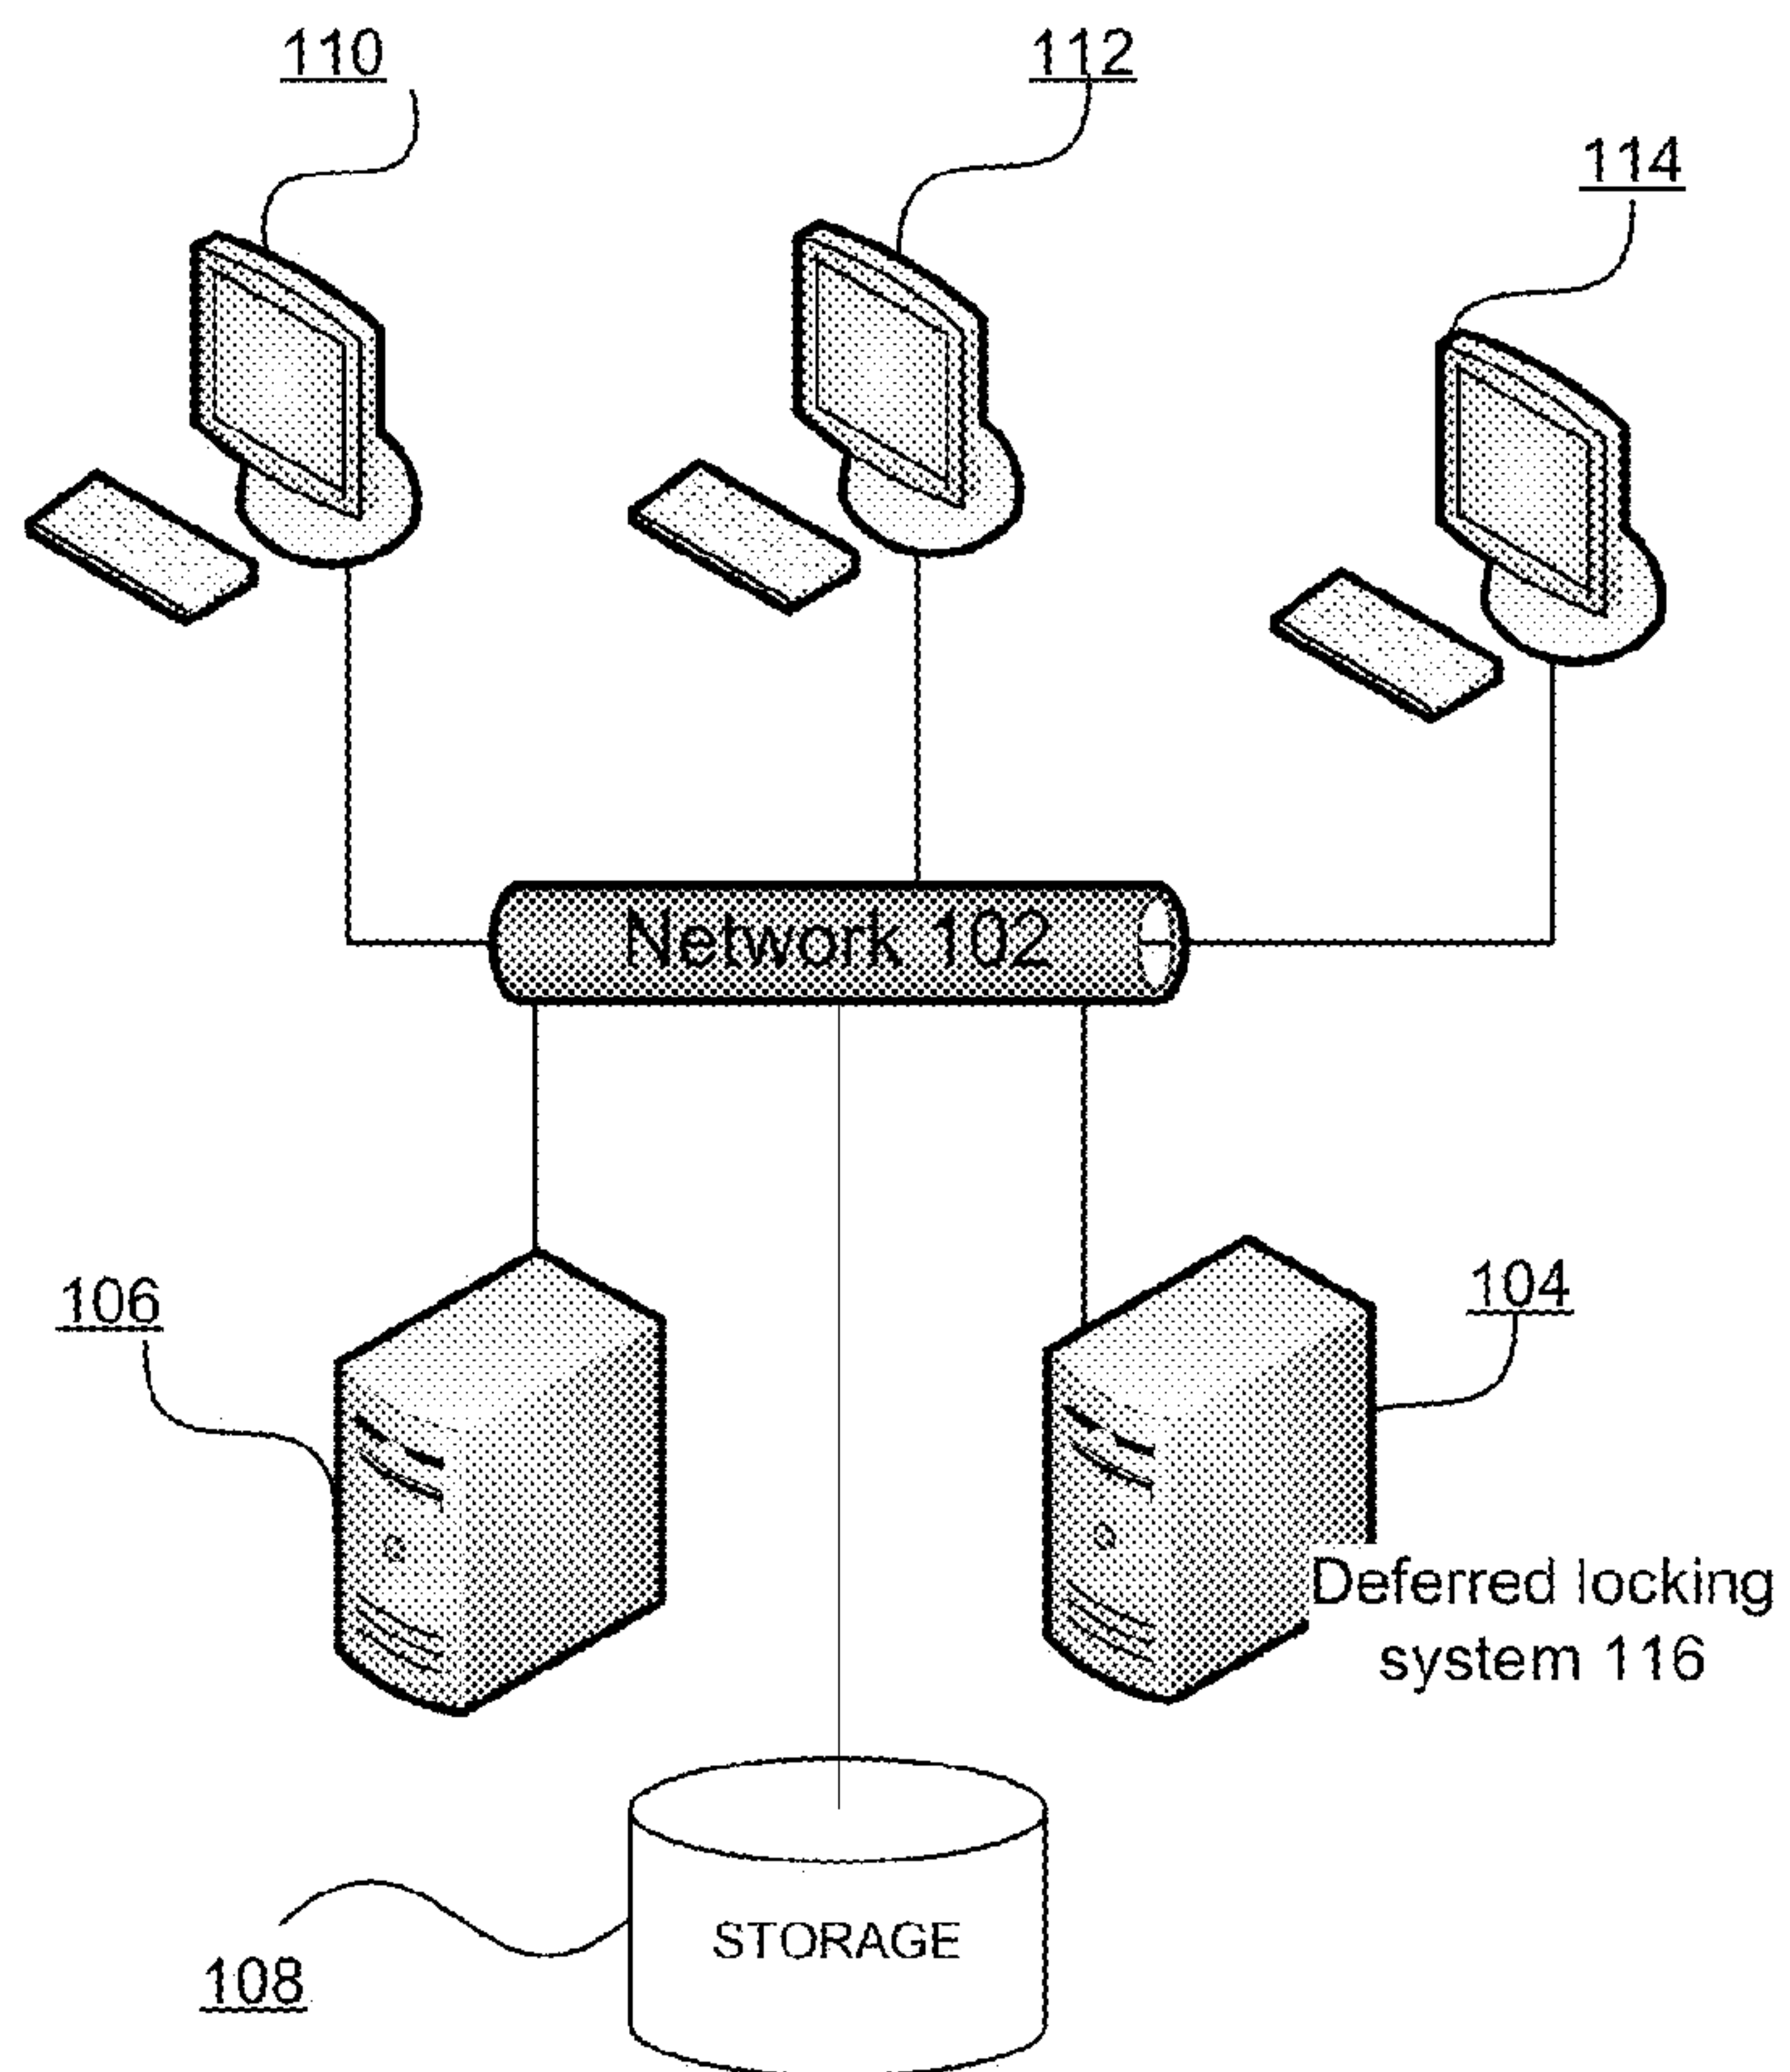 110
112
114
Network 102
106
104
Deferred locking
system 116
STORAGE
108